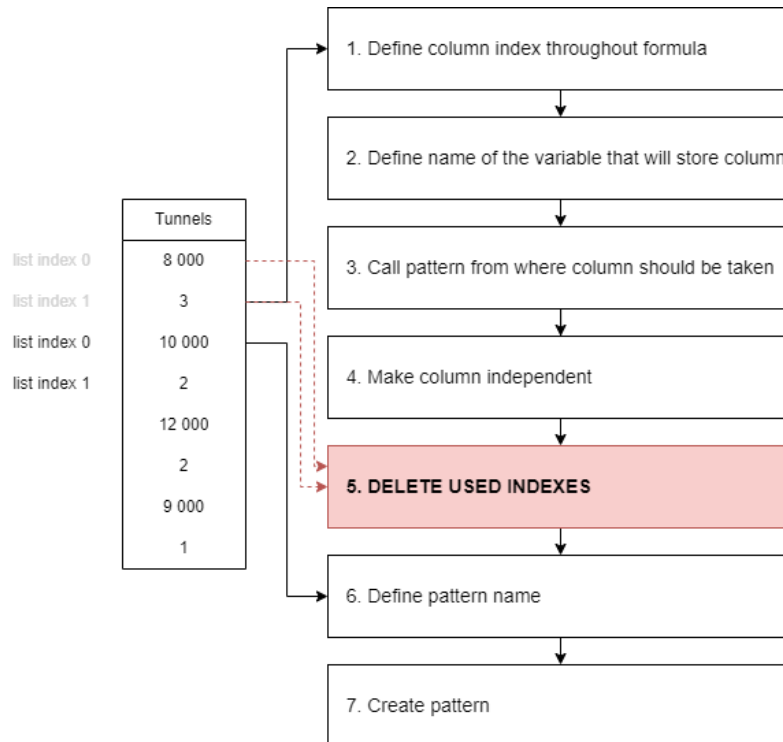 1. Define column index throughout formula
2. Define name of the variable that will store column
Tunnels
list index 0
8 000
3. Call pattern from where column should be taken
list index 1
3
list index 0
10 000
list index 1
2
4. Make column independent
12 000
2
5. DELETE USED INDEXES
9 000
1
6. Define pattern name
7. Create pattern